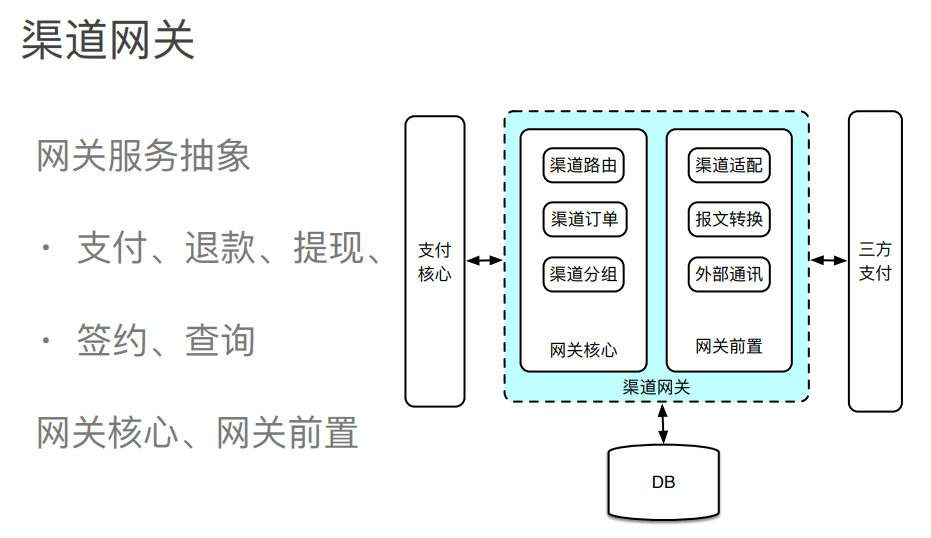 渠道网关
网关服务抽象
• 支付、退款、提现、
• 签约、查询
网关核心、网关前置
支付
核心
渠道路由
渠道订单
渠道分组
网关核心
渠道适配
报文转换
外部通讯
网关前置
渠道网关
三方
支付
DB